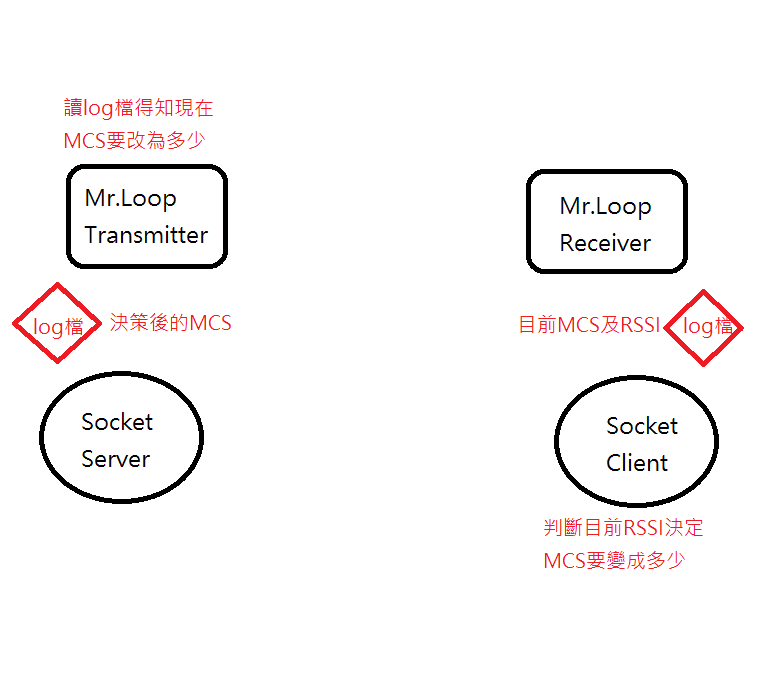 讀log檔得知現在
MCS要改為多少
Mr.Loop
Transmitter
Mr.Loop
Receiver
log檔
決策後的MCS
目前MCS及RSSI
log檔
Socket
Server
Socket
Client
判斷目前RSSI決定
MCS要變成多少